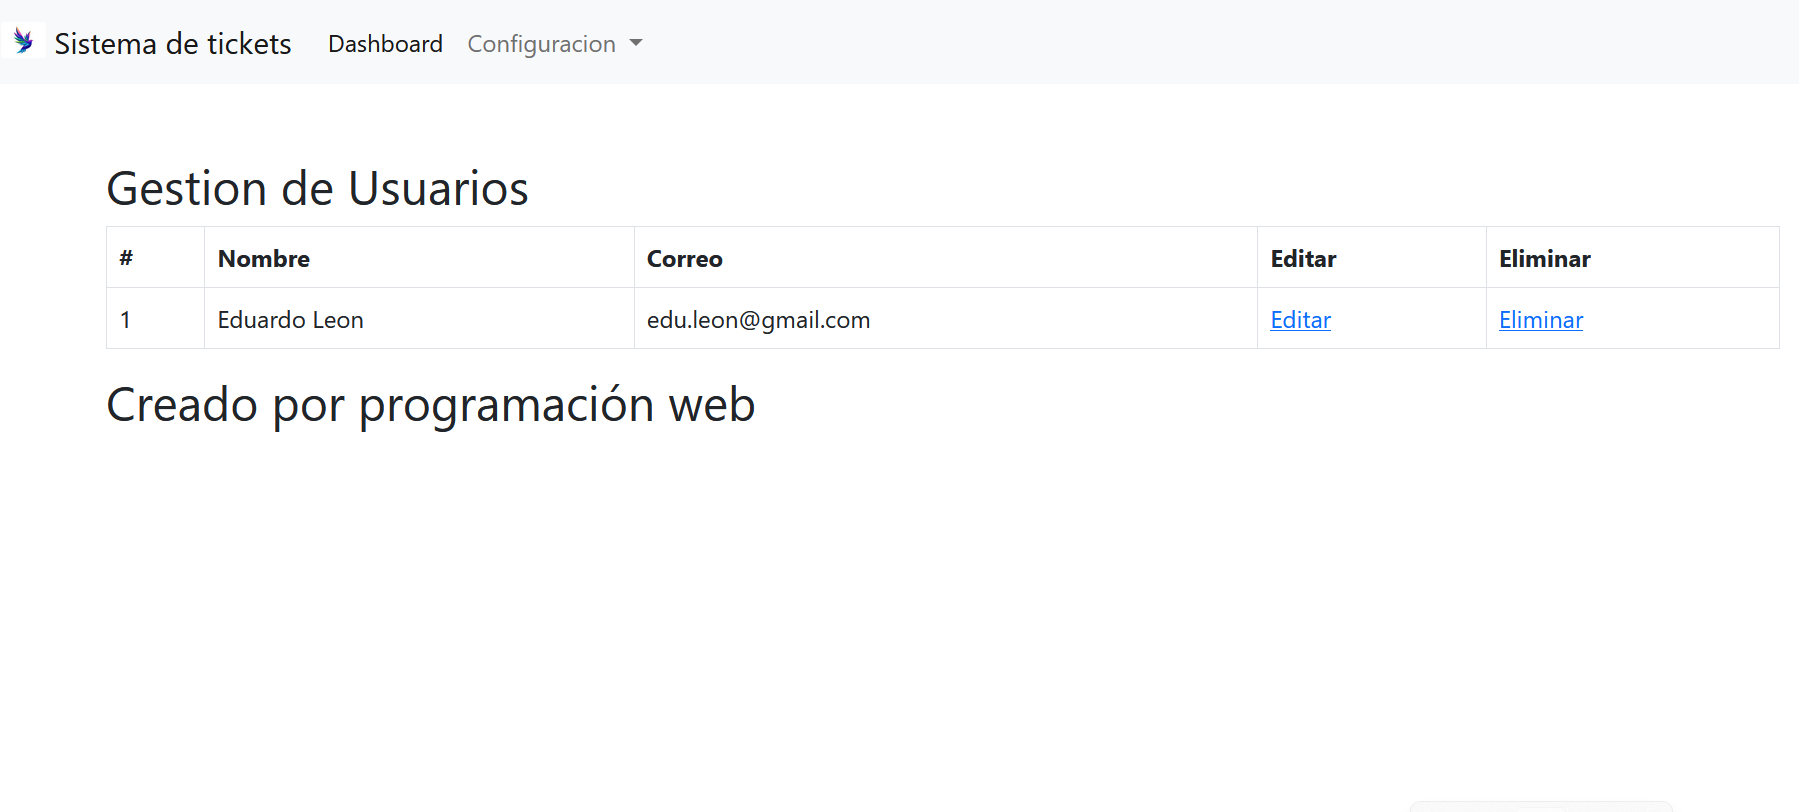 Sistema de tickets Dashboard Configuracion
Gestion de Usuarios
# Nombre Correo Editar Eliminar
1 Eduardo Leon edu.leon@gmail.com Editar Eliminar
Creado por programación web